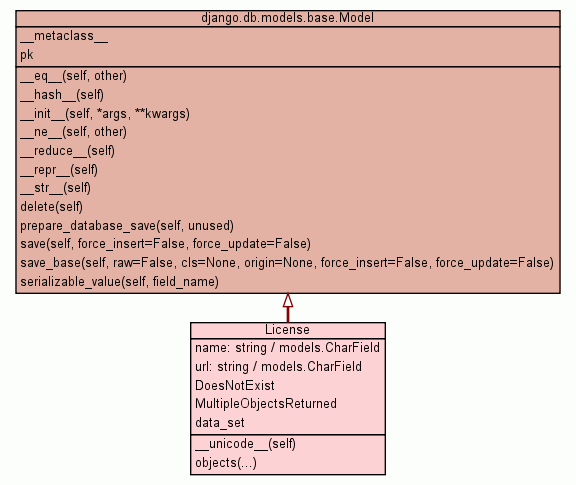 django.db.models.base.Model
__metaclass__
pk
__eq__(self, other)
__hash__(self)
__init__(self, *args, **kwargs)
__ne__(self, other)
__reduce__(self)
__repr__(self)
__str__(self)
delete(self)
prepare_database_save(self, unused)
save(self, force_insert=False, force_update=False)
save_base(self, raw=False, cls=None, origin=None, force_insert=False, force_update=False)
serializable_value(self, field_name)
License
name: string / models.CharField
url: string / models.CharField
DoesNotExist
MultipleObjectsReturned
data_set
__unicode__(self)
objects(...)